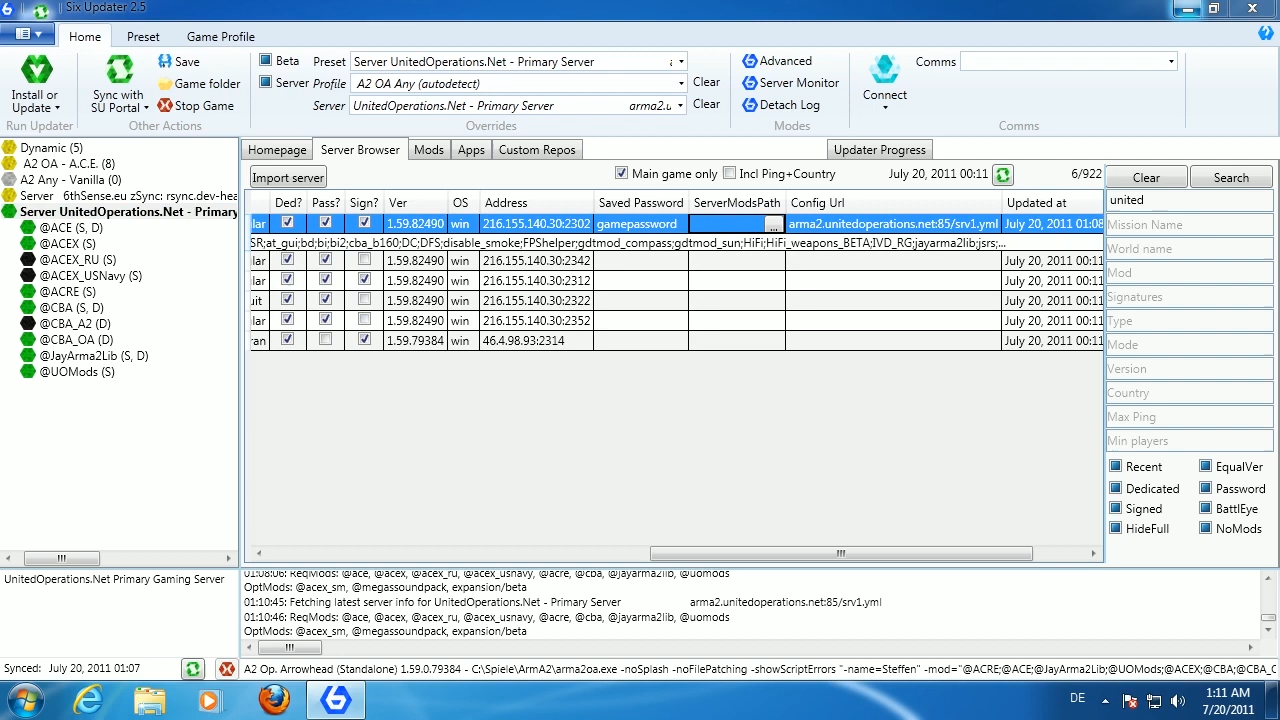 Six Updater 2.5
Home Preset Game Profile
Install or Update
Sync with SU Portal
Save
Game folder
Stop Game
Run Updater
Other Actions
Beta
Server
Preset Server UnitedOperations.Net - Primary Server
Profile A2 OA Any (autodetect) Clear
Server UnitedOperations.Net - Primary Server arma2.u Clear
Overrides
Advanced
Server Monitor
Detach Log
Modes
Connect
Comms
Comms
Dynamic (5)
A2 OA - A.C.E. (8)
A2 Any - Vanilla (0)
Server 6thSense.eu zSync: rsync.dev-hea
Server UnitedOperations.Net - Primary
@ACE (S, D)
@ACEX (S)
@ACEX_RU (S)
@ACEX_USNavy (S)
@ACRE (S)
@CBA (S, D)
@CBA_A2 (D)
@CBA_OA (D)
@JayArma2Lib (S, D)
@UOMods (S)
Homepage Server Browser Mods Apps Custom Repos Updater Progress
Import server Main game only Incl Ping+Country July 20, 2011 00:11 6/922
Ded? Pass? Sign? Ver OS Address Saved Password ServerModsPath Config Url Updated at
lar 1.59.82490 win 216.155.140.30:2302 gamepassword ... arma2.unitedoperations.net:85/srv1.yml July 20, 2011 01:08
SR;at_gui;bd;bi;bi2;cba_b160;DC;DFS;disable_smoke;FPShelper;gdtmod_compass;gdtmod_sun;HiFi;HiFi_weapons_BETA;IVD_RG;jayarma2lib;jsrs;...
lar 1.59.82490 win 216.155.140.30:2342 July 20, 2011 00:11
lar 1.59.82490 win 216.155.140.30:2312 July 20, 2011 00:11
uit 1.59.82490 win 216.155.140.30:2322 July 20, 2011 00:11
lar 1.59.82490 win 216.155.140.30:2352 July 20, 2011 00:11
ran 1.59.79384 win 46.4.98.93:2314 July 20, 2011 00:11
Clear Search
united
Mission Name
World name
Mod
Signatures
Type
Mode
Version
Country
Max Ping
Min players
Recent EqualVer
Dedicated Password
Signed BattlEye
HideFull NoMods
UnitedOperations.Net Primary Gaming Server
01:08:06: ReqMods: @ace, @acex, @acex_ru, @acex_usnavy, @acre, @cba, @jayarma2lib, @uomods
OptMods: @acex_sm, @megassoundpack, expansion/beta
01:10:45: Fetching latest server info for UnitedOperations.Net - Primary Server arma2.unitedoperations.net:85/srv1.yml
01:10:46: ReqMods: @ace, @acex, @acex_ru, @acex_usnavy, @acre, @cba, @jayarma2lib, @uomods
OptMods: @acex_sm, @megassoundpack, expansion/beta
Synced: July 20, 2011 01:07
A2 Op. Arrowhead (Standalone) 1.59.0.79384 - C:\Spiele\ArmA2\arma2oa.exe -noSplash -noFilePatching -showScriptErrors "-name=Steffen" -mod="@ACRE;@ACE;@JayArma2Lib;@UOMods;@ACEX;@CBA;@CBA_C
DE
1:11 AM
7/20/2011